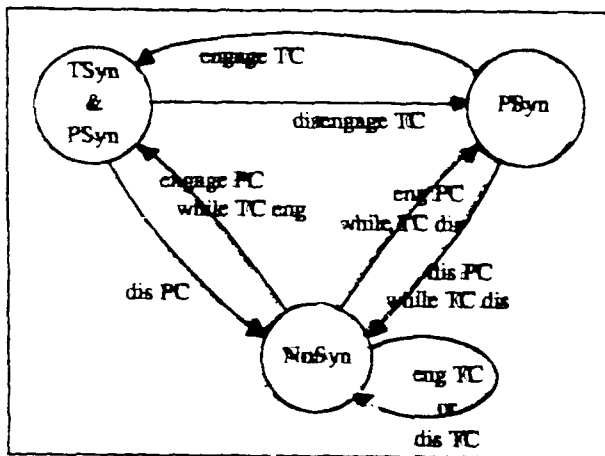 engage TC
TSyn
&
PSyn
PSyn
disengage TC
engage PC
while TC eng
eng PC
while TC dis
dis PC
dis PC
while TC dis
NoSyn
eng TC
or
dis TC